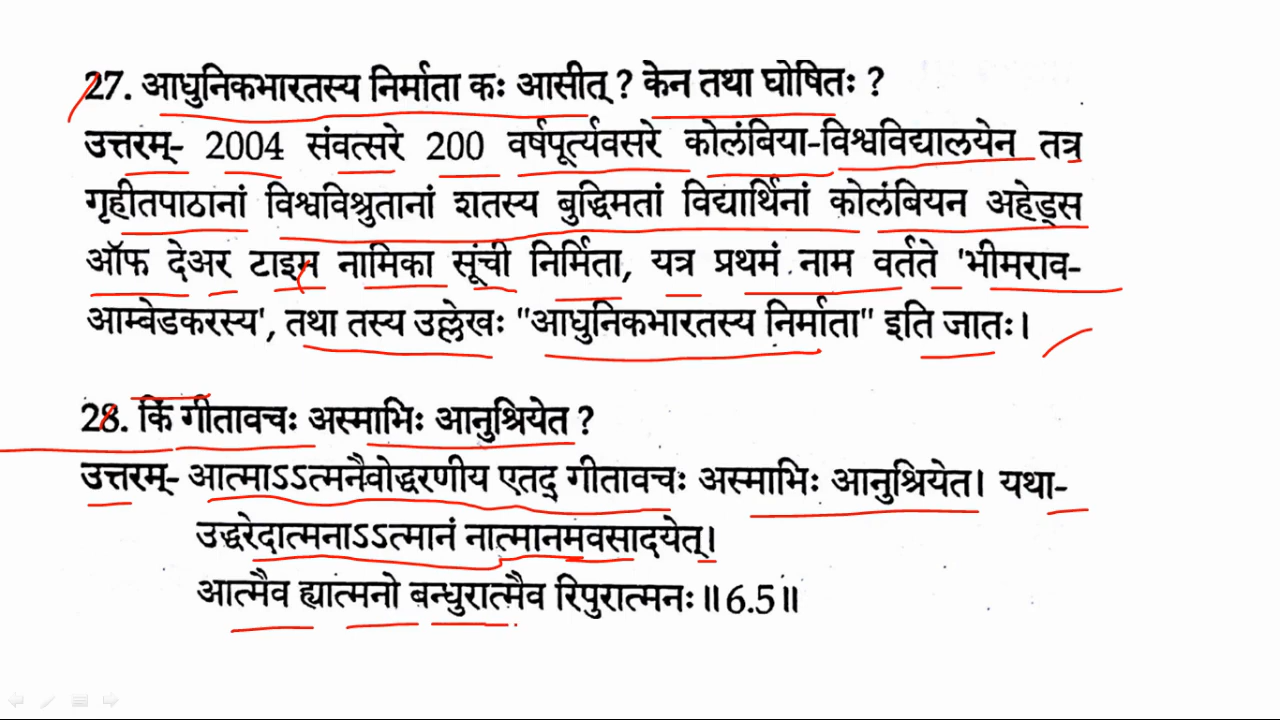 27. आधुनिकभारतस्य निर्माता कः आसीत् ? केन तथा घोषितः ?
उत्तरम्- 2004 संवत्सरे 200 वर्षपूर्त्यवसरे कोलंबिया-विश्वविद्यालयेन तत्र
गृहीतपाठानां विश्वविश्रुतानां शतस्य बुद्धिमतां विद्यार्थिनां कोलंबियन अहेड्स
ऑफ देअर टाइम नामिका सूंची निर्मिता, यत्र प्रथमं नाम वर्तते 'भीमराव-
आम्बेडकरस्य', तथा तस्य उल्लेखः "आधुनिकभारतस्य निर्माता" इति जातः।
28. किं गीतावचः अस्माभिः आनुश्रियेत ?
उत्तरम्- आत्माऽऽत्मनैवोद्धरणीय एतद् गीतावचः अस्माभिः आनुश्रियेत। यथा-
उद्धरेदात्मनाऽऽत्मानं नात्मानमवसादयेत्।
आत्मैव ह्यात्मनो बन्धुरात्मैव रिपुरात्मनः॥6.5॥